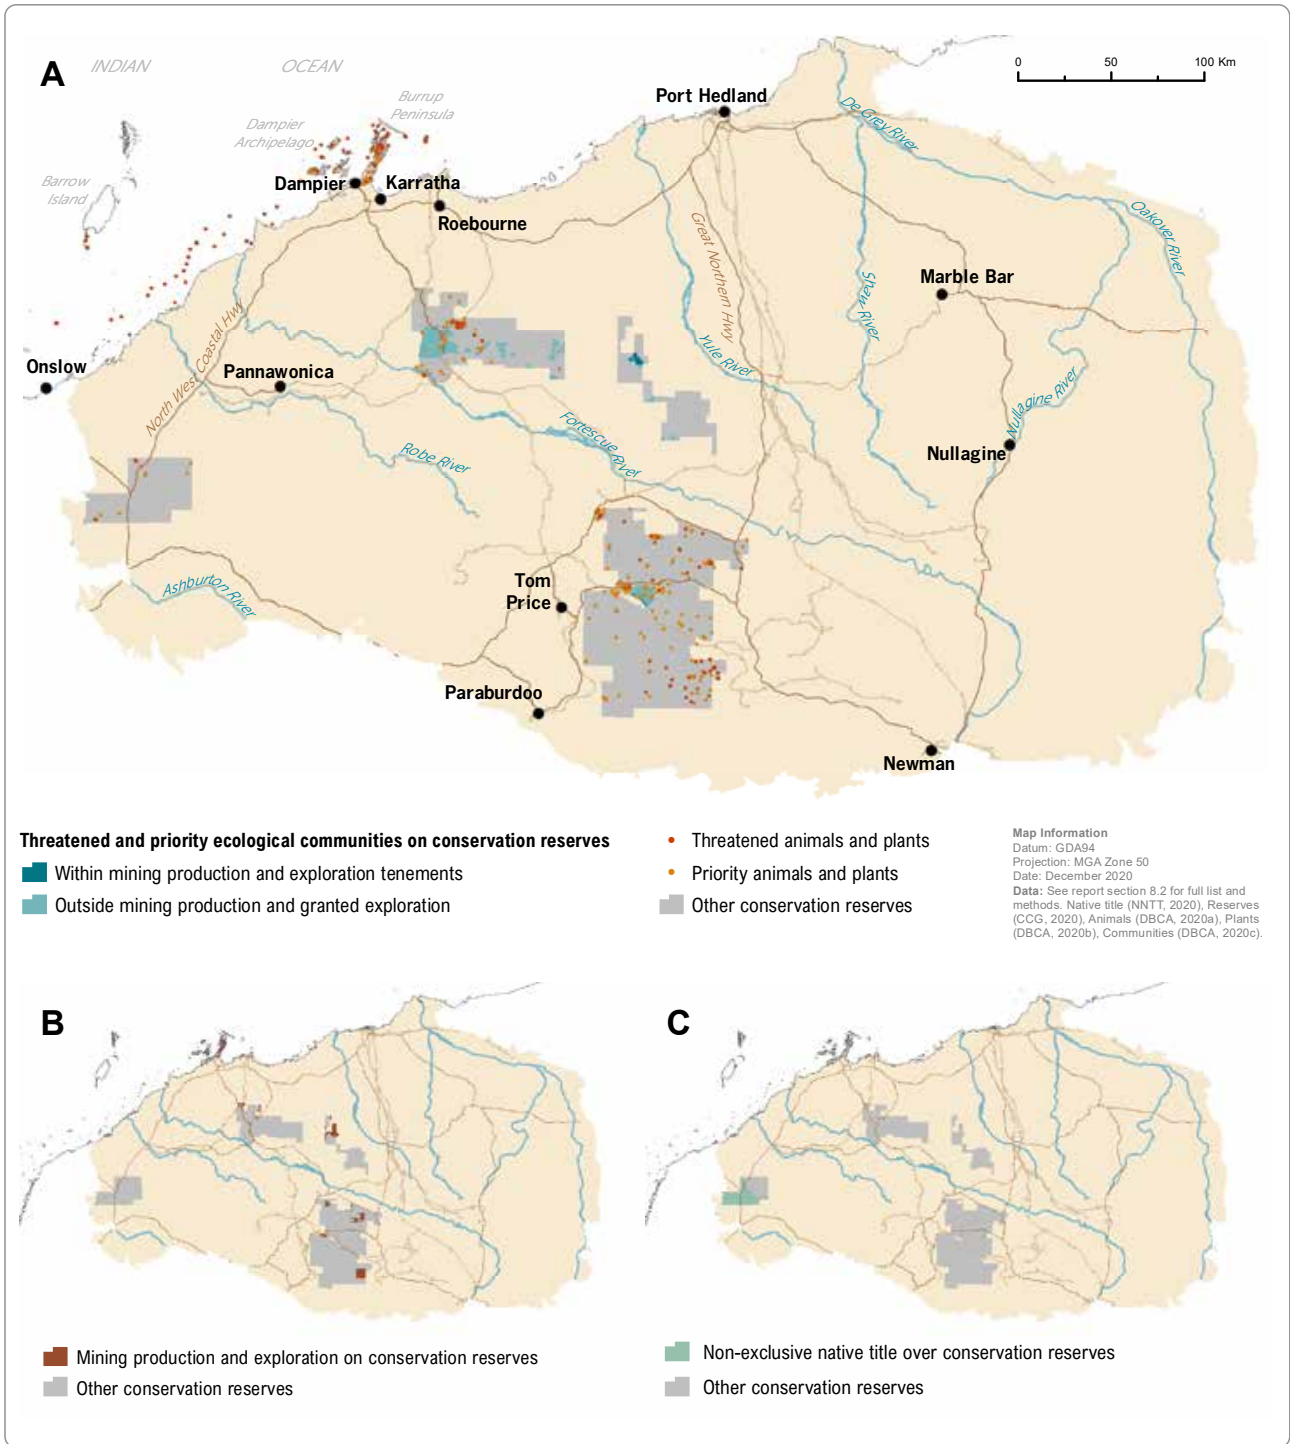 A
INDIAN OCEAN
0 50 100 Km
Burrup
Peninsula
Port Hedland
De Grey River
Dampier
Archipelago
Barrow
Island
Dampier
Karratha
Roebourne
Oakover River
Great Northern Hwy
Shaw River
Marble Bar
North West Coastal Hwy
Yule River
Onslow
Pannawonica
Nullagine River
Fortescue River
Robe River
Nullagine
Ashburton River
Tom
Price
Paraburdoo
Newman
Threatened and priority ecological communities on conservation reserves
Within mining production and exploration tenements
Outside mining production and granted exploration
Threatened animals and plants
Priority animals and plants
Other conservation reserves
Map Information
Datum: GDA94
Projection: MGA Zone 50
Date: December 2020
Data: See report section 8.2 for full list and
methods. Native title (NNTT, 2020), Reserves
(CCG, 2020), Animals (DBCA, 2020a), Plants
(DBCA, 2020b), Communities (DBCA, 2020c).
B
Mining production and exploration on conservation reserves
Other conservation reserves
C
Non-exclusive native title over conservation reserves
Other conservation reserves